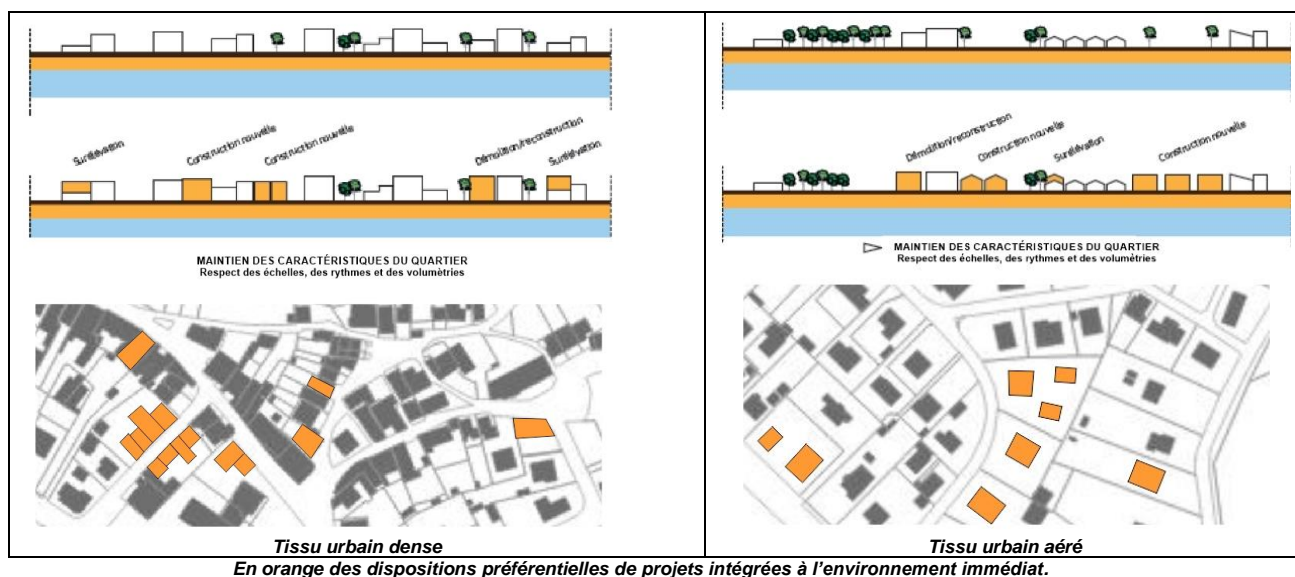 Surélévation
Construction nouvelle
Construction nouvelle
Démolition/reconstruction
Surélévation
MAINTIEN DES CARACTÉRISTIQUES DU QUARTIER
Respect des échelles, des rythmes et des volumètries
Tissu urbain dense
Démolition/reconstruction
Construction nouvelle
Surélévation
Construction nouvelle
MAINTIEN DES CARACTÉRISTIQUES DU QUARTIER
Respect des échelles, des rythmes et des volumètries
Tissu urbain aéré
En orange des dispositions préférentielles de projets intégrées à l'environnement immédiat.